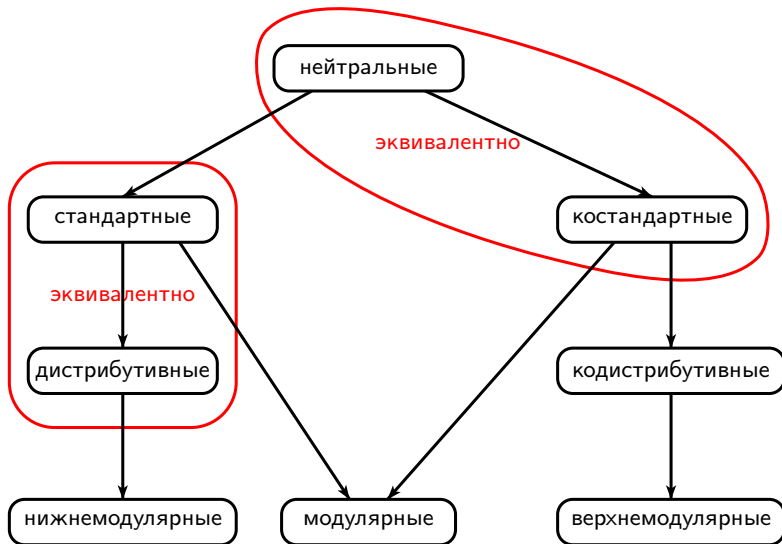 нейтральные
эквивалентно
стандартные
костандартные
эквивалентно
дистрибутивные
кодистрибутивные
нижнемодулярные
модулярные
верхнемодулярные